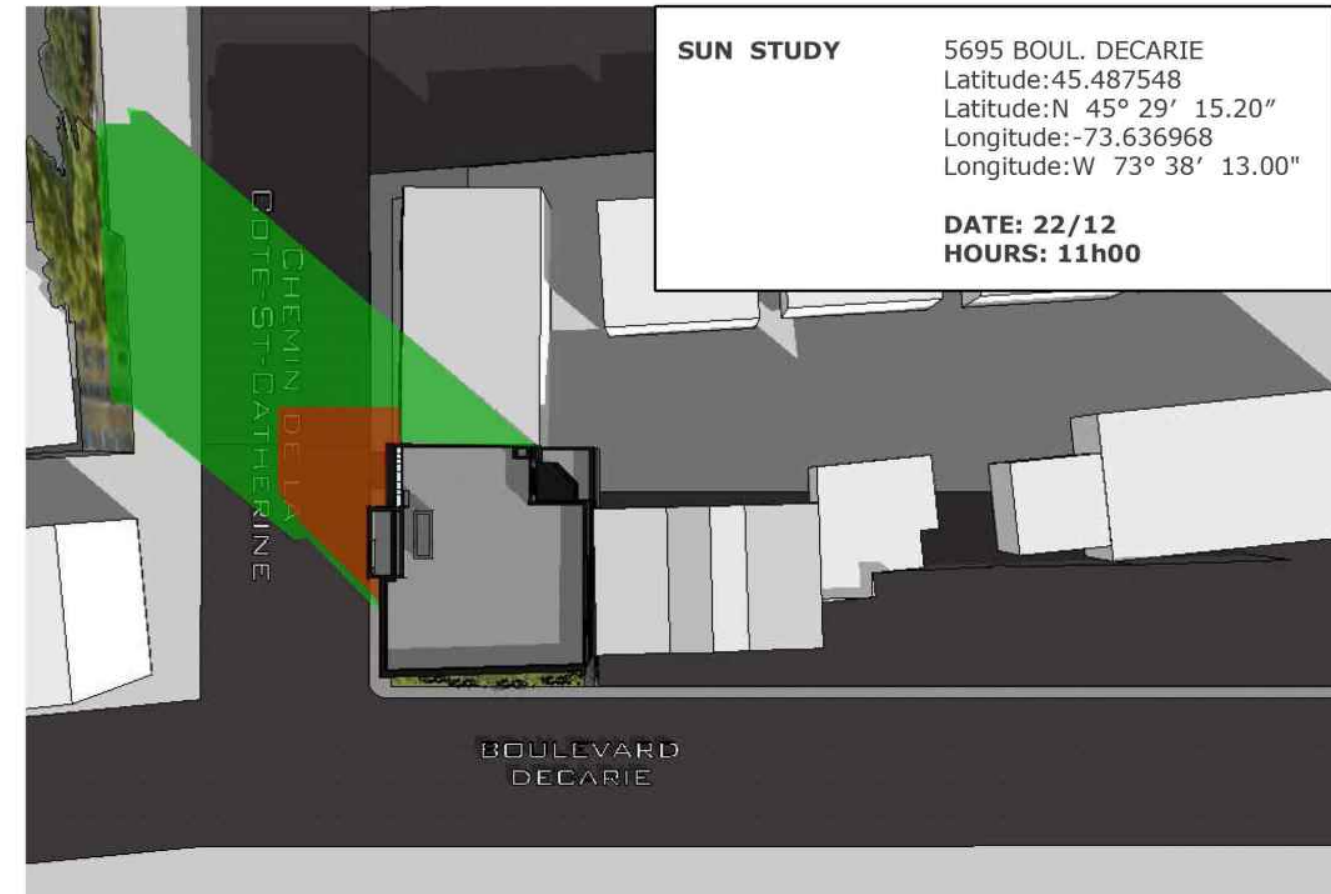 SUN STUDY
5695 BOUL. DECARIE
Latitude:45.487548
Latitude:N 45° 29′ 15.20″
Longitude:-73.636968
Longitude:W 73° 38′ 13.00"
DATE: 22/12
HOURS: 11h00
CHEMIN DE LA
COTE-ST-CATHERINE
BOULEVARD
DECARIE